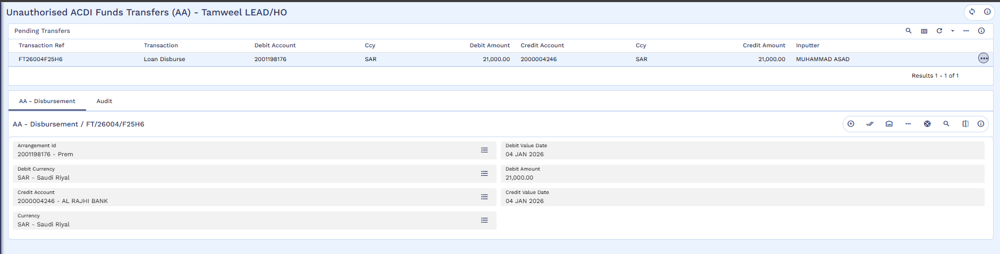 Unauthorised ACDI Funds Transfers (AA) - Tamweel LEAD/HO
Pending Transfers
Transaction Ref Transaction Debit Account Ccy Debit Amount Credit Account Ccy Credit Amount Inputter
FT26004F25H6 Loan Disburse 2001198176 SAR 21,000.00 2000004246 SAR 21,000.00 MUHAMMAD ASAD
Results 1 - 1 of 1
AA - Disbursement Audit
AA - Disbursement / FT/26004/F25H6
Arrangement Id
2001198176 - Prem
Debit Value Date
04 JAN 2026
Debit Currency
SAR - Saudi Riyal
Debit Amount
21,000.00
Credit Account
2000004246 - AL RAJHI BANK
Credit Value Date
04 JAN 2026
Currency
SAR - Saudi Riyal